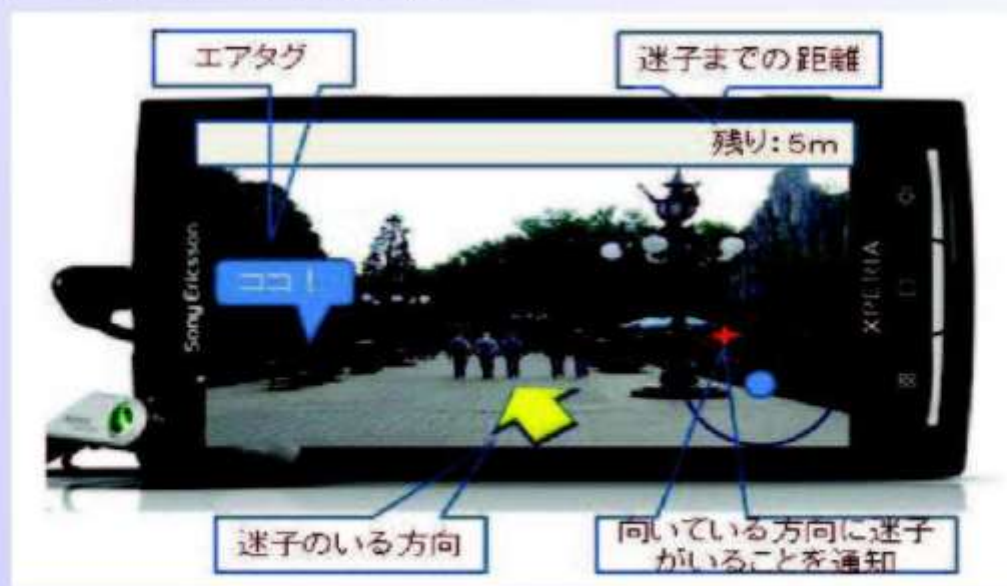 エアタグ
迷子までの距離
残り:5m
ココ!
Sony Ericsson
XPERIA
迷子のいる方向
向いている方向に迷子
がいることを通知